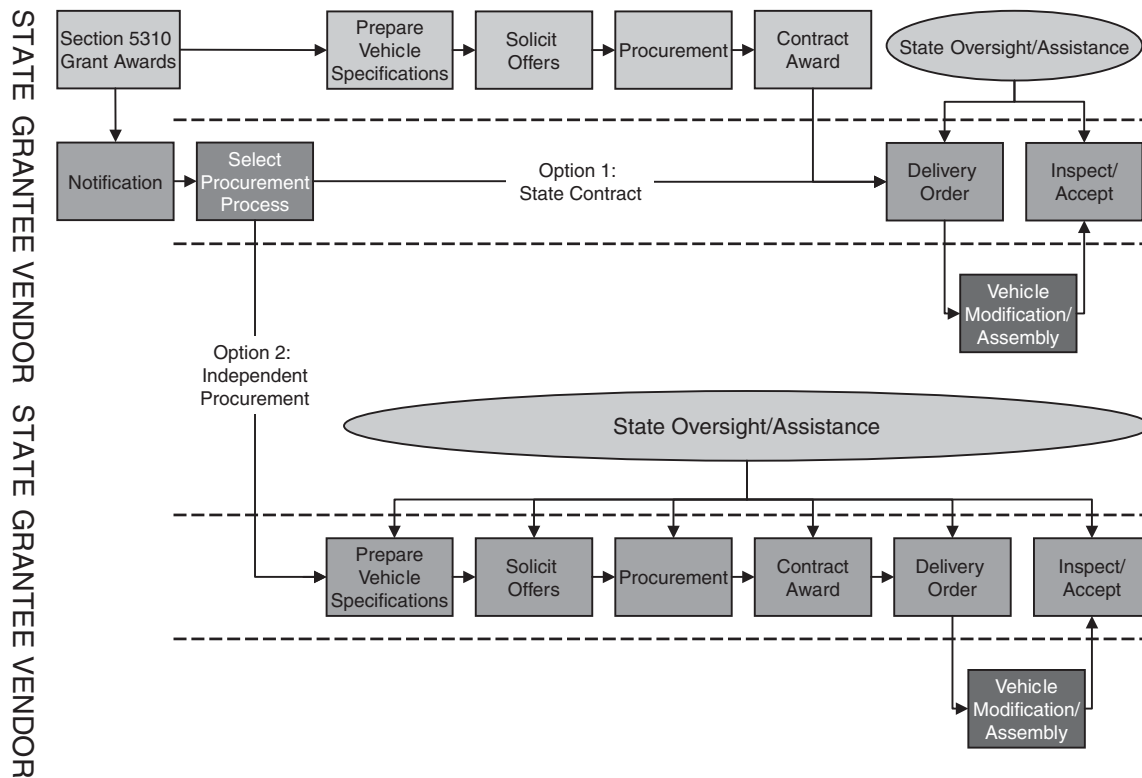 STATE GRANTEE VENDOR
Section 5310
Grant Awards
Prepare
Vehicle
Specifications
Solicit
Offers
Procurement
Contract
Award
State Oversight/Assistance
Notification
Select
Procurement
Process
Option 1:
State Contract
Delivery
Order
Inspect/
Accept
Vehicle
Modification/
Assembly
Option 2:
Independent
Procurement
STATE GRANTEE VENDOR
State Oversight/Assistance
Prepare
Vehicle
Specifications
Solicit
Offers
Procurement
Contract
Award
Delivery
Order
Inspect/
Accept
Vehicle
Modification/
Assembly